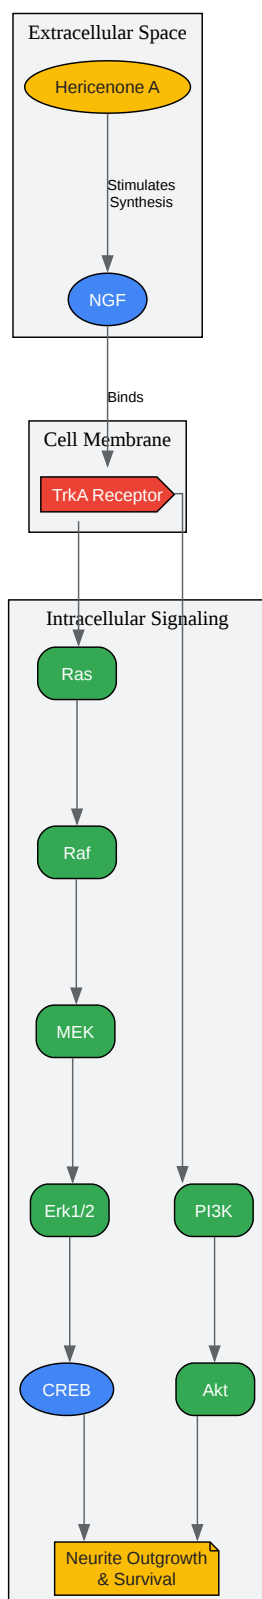 Extracellular Space
Hericenone A
Stimulates
Synthesis
NGF
Binds
Cell Membrane
TrkA Receptor
Intracellular Signaling
Ras
Raf
MEK
Erk1/2
PI3K
CREB
Akt
Neurite Outgrowth
& Survival